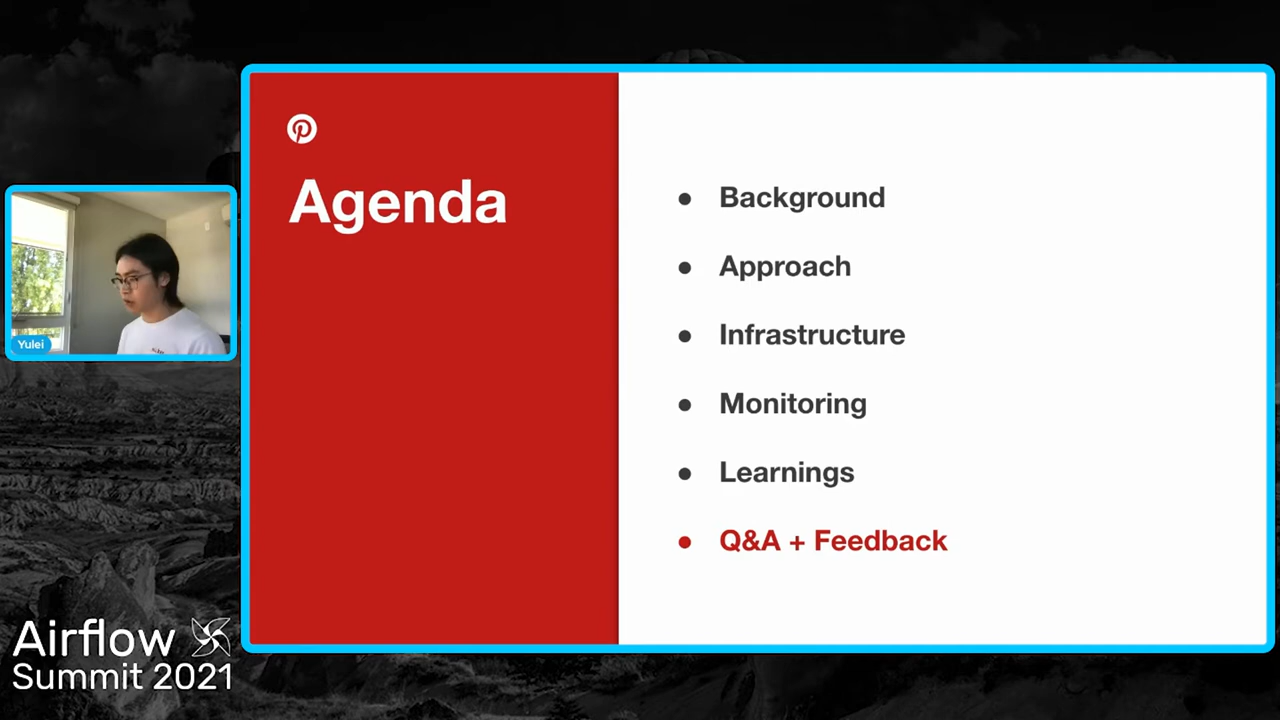 Agenda
Background
Approach
Infrastructure
Monitoring
Learnings
Q&A + Feedback
Yulei
Airflow
Summit 2021